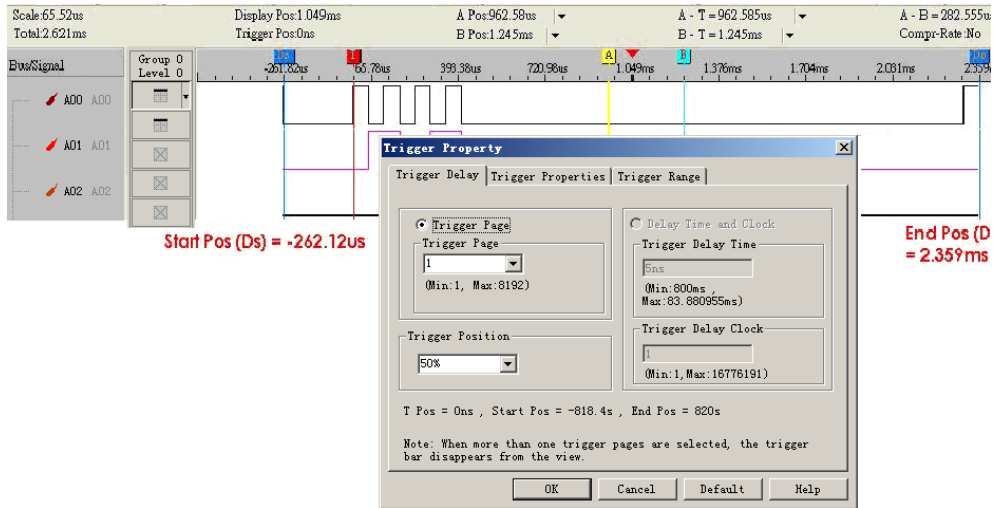 Scale:65.52us Display Pos:1.049ms A Pos:962.58us A - T = 962.585us A - B = 282.555u
Total:2.621ms Trigger Pos:0ns B Pos:1.245ms B - T = 1.245ms Compr-Rate:No
Bus/Signal Group 0 Ds T A B
Level 0 -261.82us 65.78us 393.38us 720.98us 1.049ms 1.376ms 1.704ms 2.031ms 2.359
A00 A00
A01 A01
A02 A02
Trigger Property
Trigger Delay Trigger Properties Trigger Range
Trigger Page
Trigger Page
1
(Min:1, Max:8192)
Trigger Position
50%
Delay Time and Clock
Trigger Delay Time
5ns
(Min:800ms ,
Max:83.880955ms)
Trigger Delay Clock
1
(Min:1,Max:16776191)
T Pos = 0ns , Start Pos = -818.4s , End Pos = 820s
Note: When more than one trigger pages are selected, the trigger
bar disappears from the view.
OK Cancel Default Help
Start Pos (Ds) = -262.12us
End Pos (D
= 2.359ms